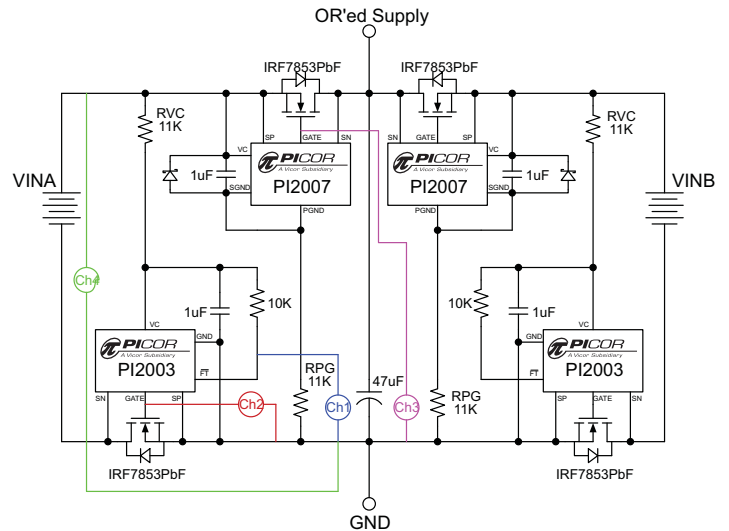 OR'ed Supply
IRF7853PbF
IRF7853PbF
RVC
11K
RVC
11K
SP
GATE
SN
SN
GATE
SP
VC
VC
PICOR
A Vicor Subsidiary
PI2007
PICOR
A Vicor Subsidiary
PI2007
1uF
1uF
SGND
SGND
PGND
PGND
VINA
VINB
Ch4
1uF
10K
10K
1uF
VC
GND
PICOR
A Vicor Subsidiary
PI2003
FT
SN
GATE
SP
VC
GND
PICOR
A Vicor Subsidiary
PI2003
FT
SP
GATE
SN
RPG
11K
47uF
RPG
11K
Ch2
Ch1
Ch3
IRF7853PbF
IRF7853PbF
GND